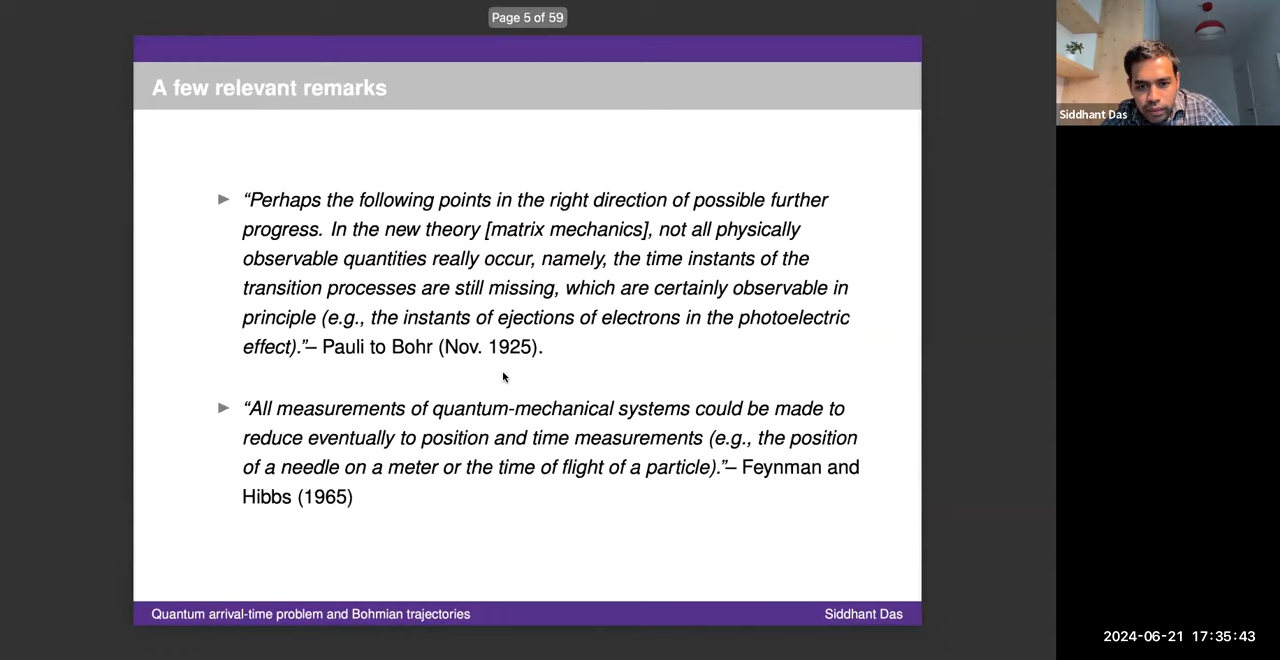 Page 5 of 59
A few relevant remarks
Siddhant Das
“Perhaps the following points in the right direction of possible further
progress. In the new theory [matrix mechanics], not all physically
observable quantities really occur, namely, the time instants of the
transition processes are still missing, which are certainly observable in
principle (e.g., the instants of ejections of electrons in the photoelectric
effect).”– Pauli to Bohr (Nov. 1925).
“All measurements of quantum-mechanical systems could be made to
reduce eventually to position and time measurements (e.g., the position
of a needle on a meter or the time of flight of a particle).”– Feynman and
Hibbs (1965)
Quantum arrival-time problem and Bohmian trajectories
Siddhant Das
2024-06-21 17:35:43